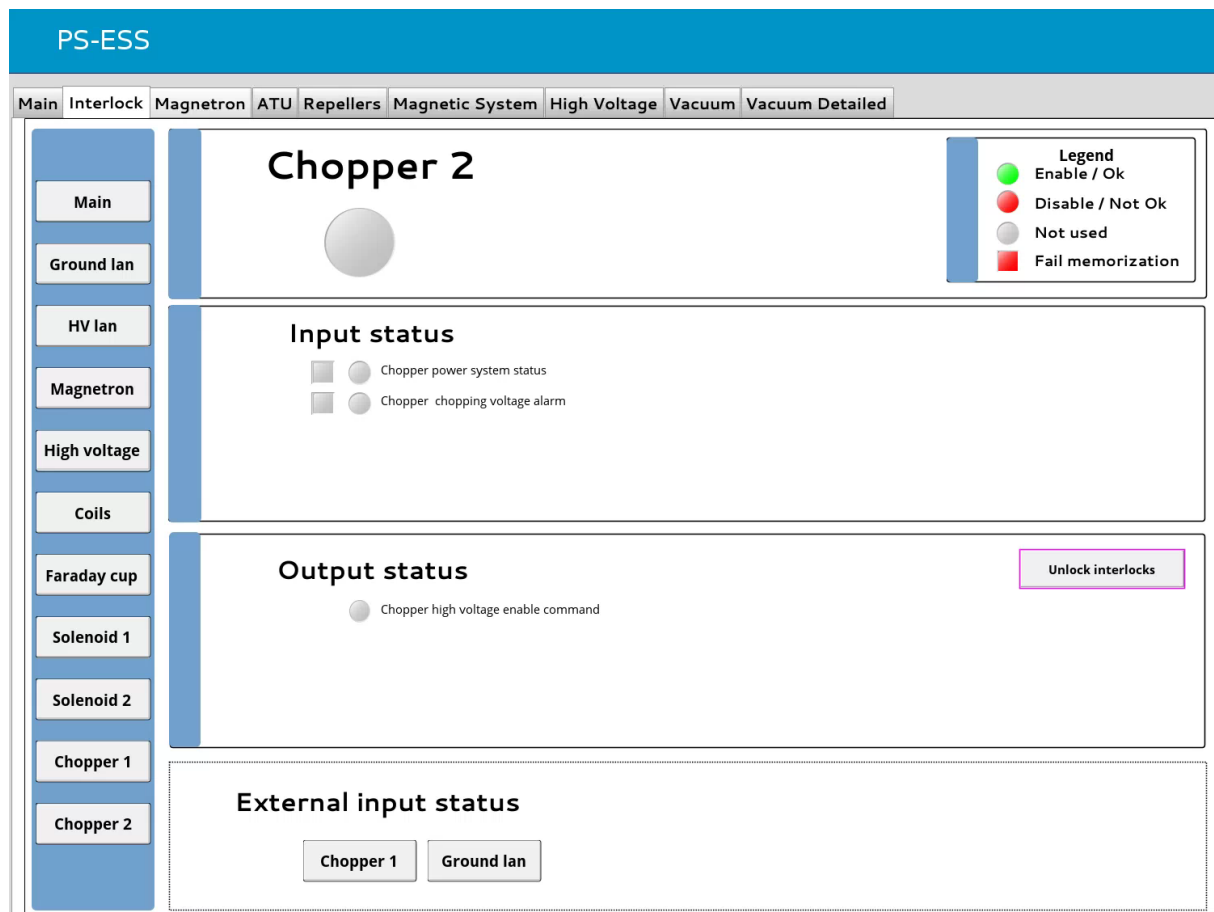 PS-ESS
Main Interlock Magnetron ATU Repellers Magnetic System High Voltage Vacuum Vacuum Detailed
Main
Ground lan
HV lan
Magnetron
High voltage
Coils
Faraday cup
Solenoid 1
Solenoid 2
Chopper 1
Chopper 2
Chopper 2
Legend
Enable / Ok
Disable / Not Ok
Not used
Fail memorization
Input status
Chopper power system status
Chopper chopping voltage alarm
Output status
Unlock interlocks
Chopper high voltage enable command
External input status
Chopper 1 Ground lan